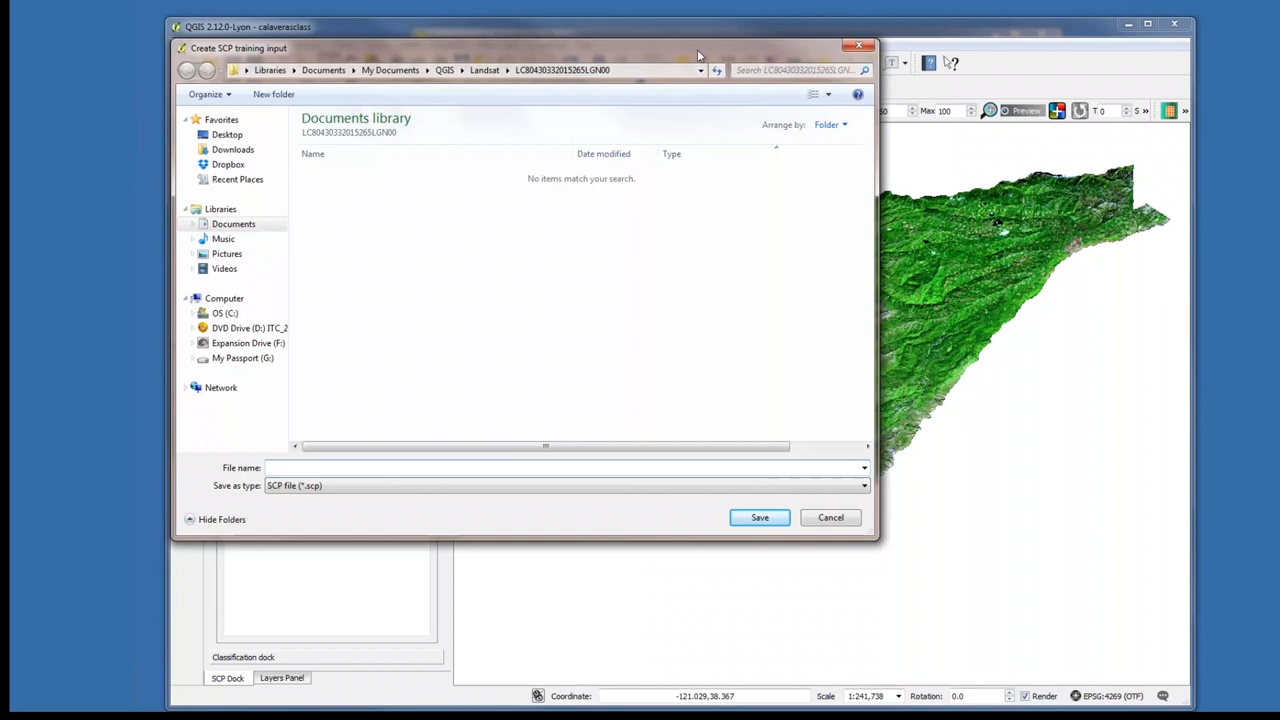 QGIS 2.12.0-Lyon - calaverasclass
Create SCP training input
Libraries Documents My Documents QGIS Landsat LC80430332015265LGN00
Search LC80430332015265LGN00...
Organize New folder
60 Max 100 Preview T 0 S »
Documents library
LC80430332015265LGN00
Arrange by: Folder
Name Date modified Type
No items match your search.
Favorites
Desktop
Downloads
Dropbox
Recent Places
Libraries
Documents
Music
Pictures
Videos
Computer
OS (C:)
DVD Drive (D:) ITC_2
Expansion Drive (F:)
My Passport (G:)
Network
File name:
Save as type: SCP file (*.scp)
Hide Folders Save Cancel
Classification dock
SCP Dock Layers Panel
Coordinate: -121.029,38.367 Scale 1:241,738 Rotation: 0.0 Render EPSG:4269 (OTF)